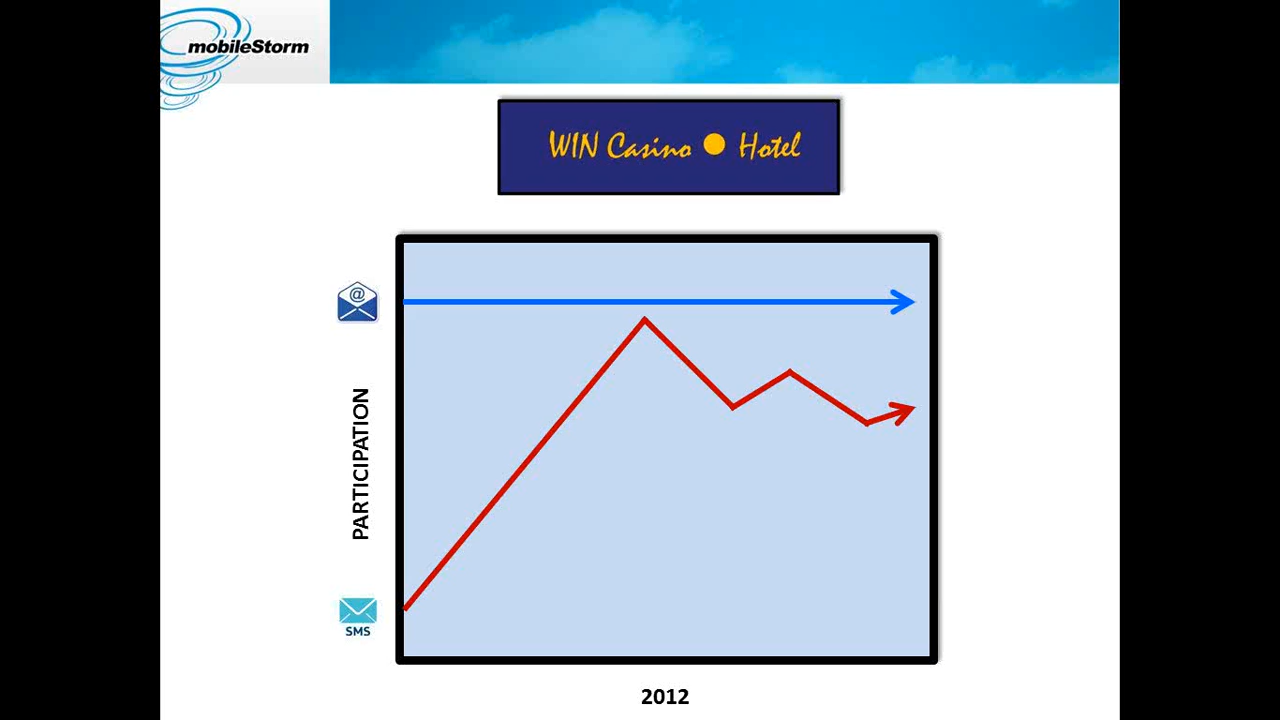 mobileStorm
WIN Casino ● Hotel
@
PARTICIPATION
SMS
2012